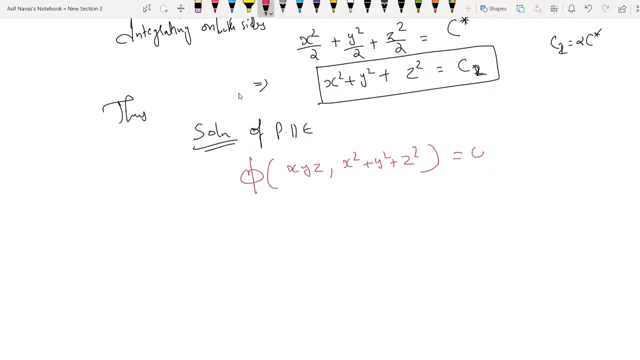 Asif Navas's Notebook » New Section 2
Integrating on both sides x²/2 + y²/2 + z²/2 = C*
C₂ = 2C*
⇒ x² + y² + z² = C₂
Thus
Soln of P.D.E
ϕ( xyz, x² + y² + z² ) = 0